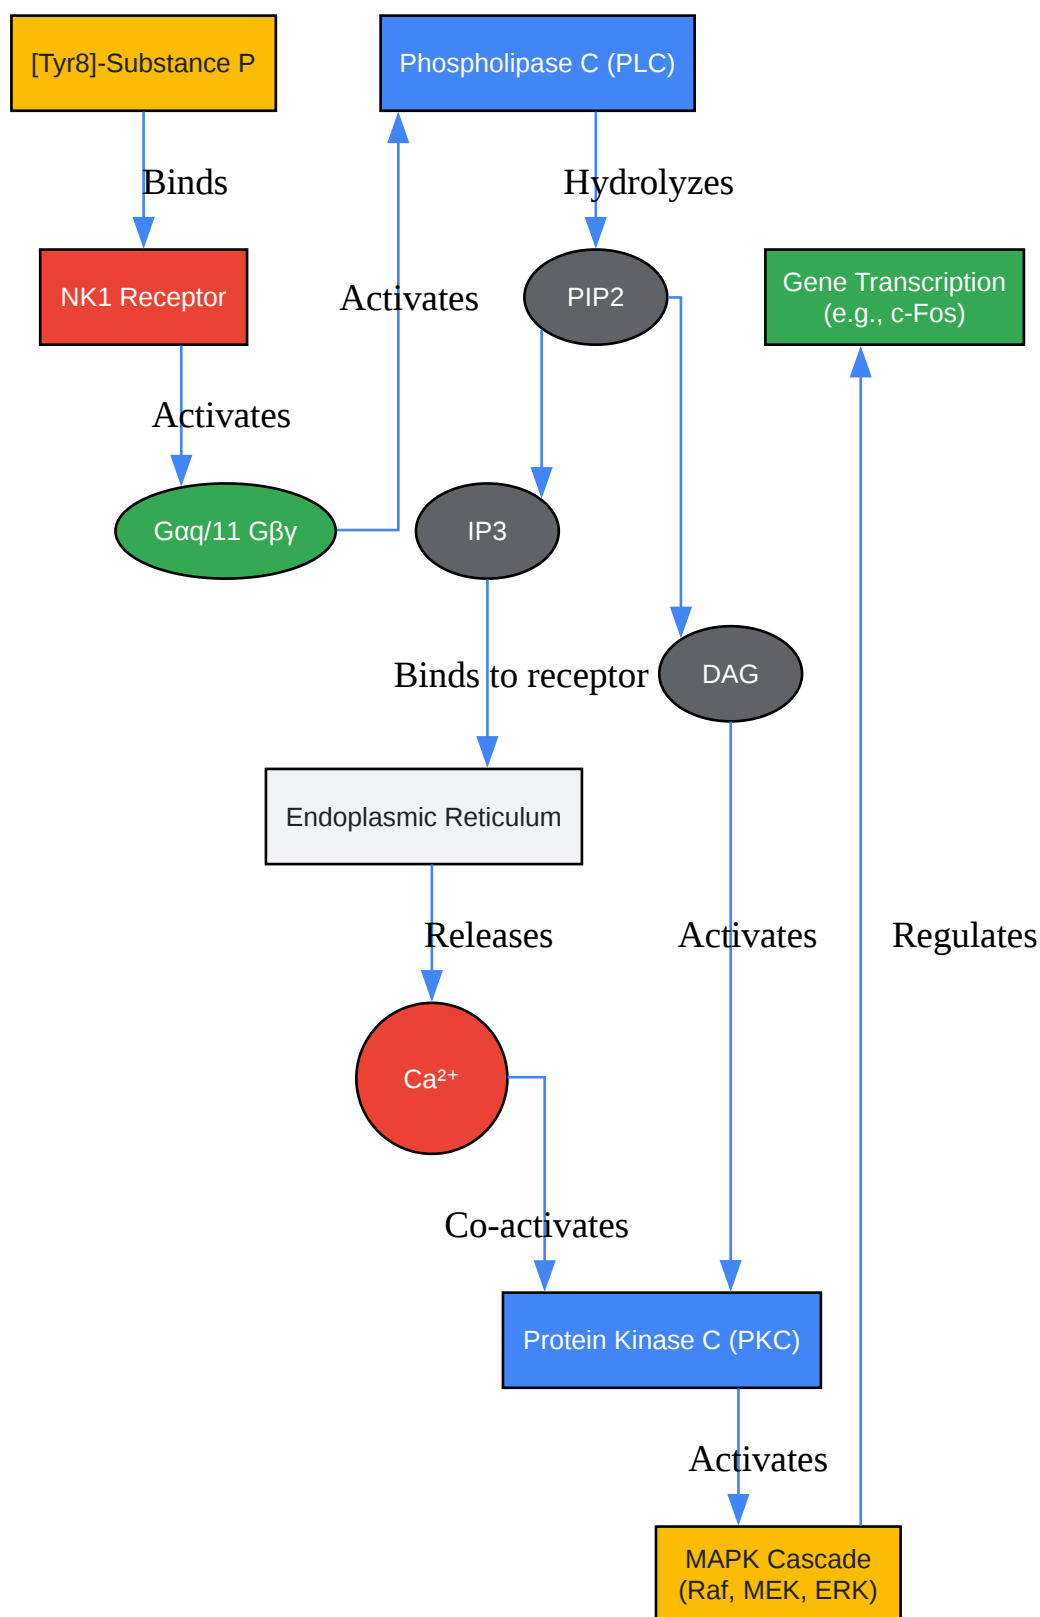 [Tyr8]-Substance P
Phospholipase C (PLC)
Binds
Hydrolyzes
NK1 Receptor
Activates
PIP2
Gene Transcription
(e.g., c-Fos)
Activates
Gαq/11 Gβγ
IP3
Binds to receptor
DAG
Endoplasmic Reticulum
Releases
Activates
Regulates
Ca²⁺
Co-activates
Protein Kinase C (PKC)
Activates
MAPK Cascade
(Raf, MEK, ERK)